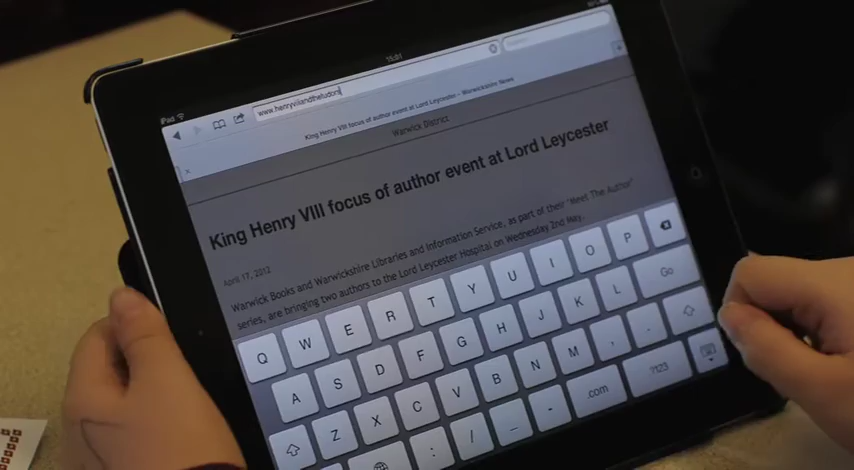 iPad 15:01
www.henryviiiandthetudors
King Henry VIII focus of author event at Lord Leycester – Warwickshire News
Warwick District
King Henry VIII focus of author event at Lord Leycester
April 17, 2012
Warwick Books and Warwickshire Libraries and Information Service, as part of their "Meet The Author"
series, are bringing two authors to the Lord Leycester Hospital on Wednesday 2nd May.
Q W E R T Y U I O P
A S D F G H J K L Go
Z X C V B N M , .
: / _ - .com .?123